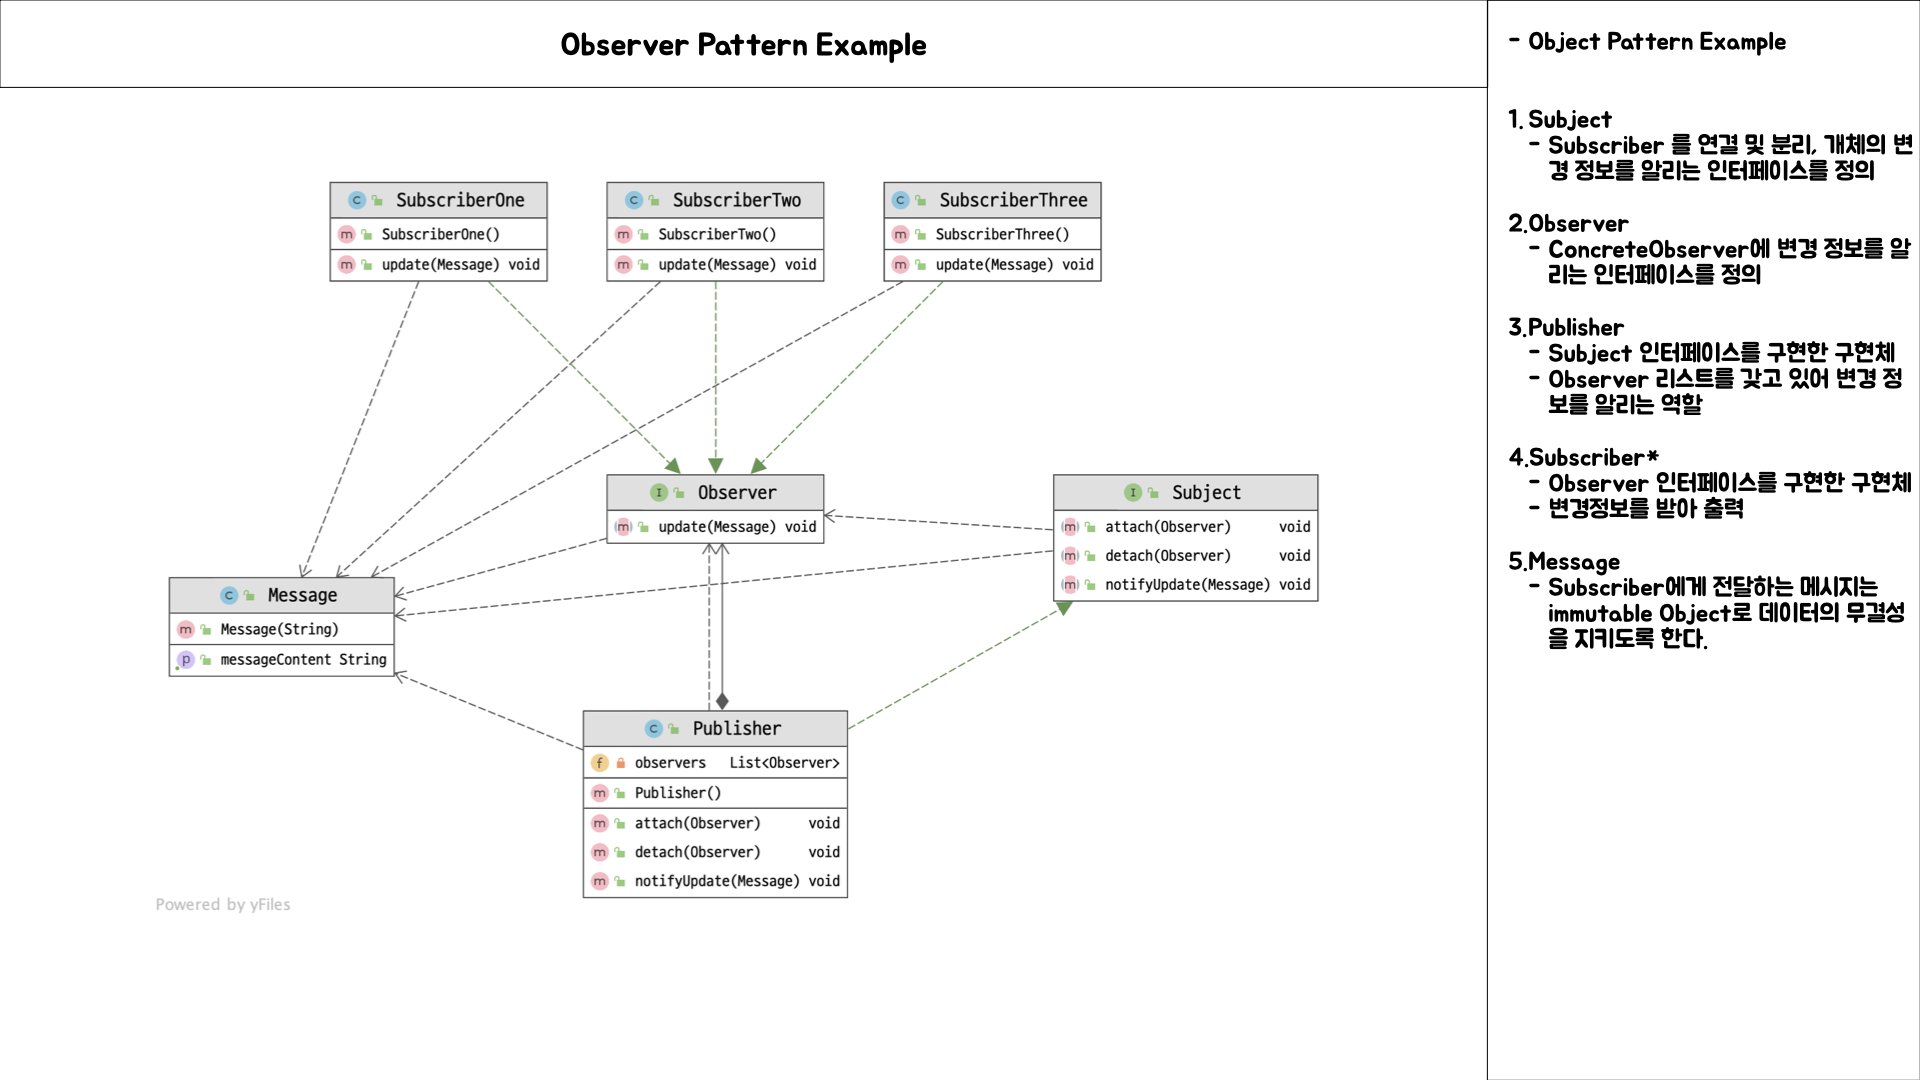 Observer Pattern Example
SubscriberOne
SubscriberOne()
update(Message) void
SubscriberTwo
SubscriberTwo()
update(Message) void
SubscriberThree
SubscriberThree()
update(Message) void
Observer
update(Message) void
Subject
attach(Observer) void
detach(Observer) void
notifyUpdate(Message) void
Message
Message(String)
messageContent String
Publisher
observers List<Observer>
Publisher()
attach(Observer) void
detach(Observer) void
notifyUpdate(Message) void
Powered by yFiles
- Object Pattern Example
1. Subject
- Subscriber 를 연결 및 분리, 개체의 변
경 정보를 알리는 인터페이스를 정의
2.Observer
- ConcreteObserver에 변경 정보를 알
리는 인터페이스를 정의
3.Publisher
- Subject 인터페이스를 구현한 구현체
- Observer 리스트를 갖고 있어 변경 정
보를 알리는 역할
4.Subscriber*
- Observer 인터페이스를 구현한 구현체
- 변경정보를 받아 출력
5.Message
- Subscriber에게 전달하는 메시지는
immutable Object로 데이터의 무결성
을 지키도록 한다.